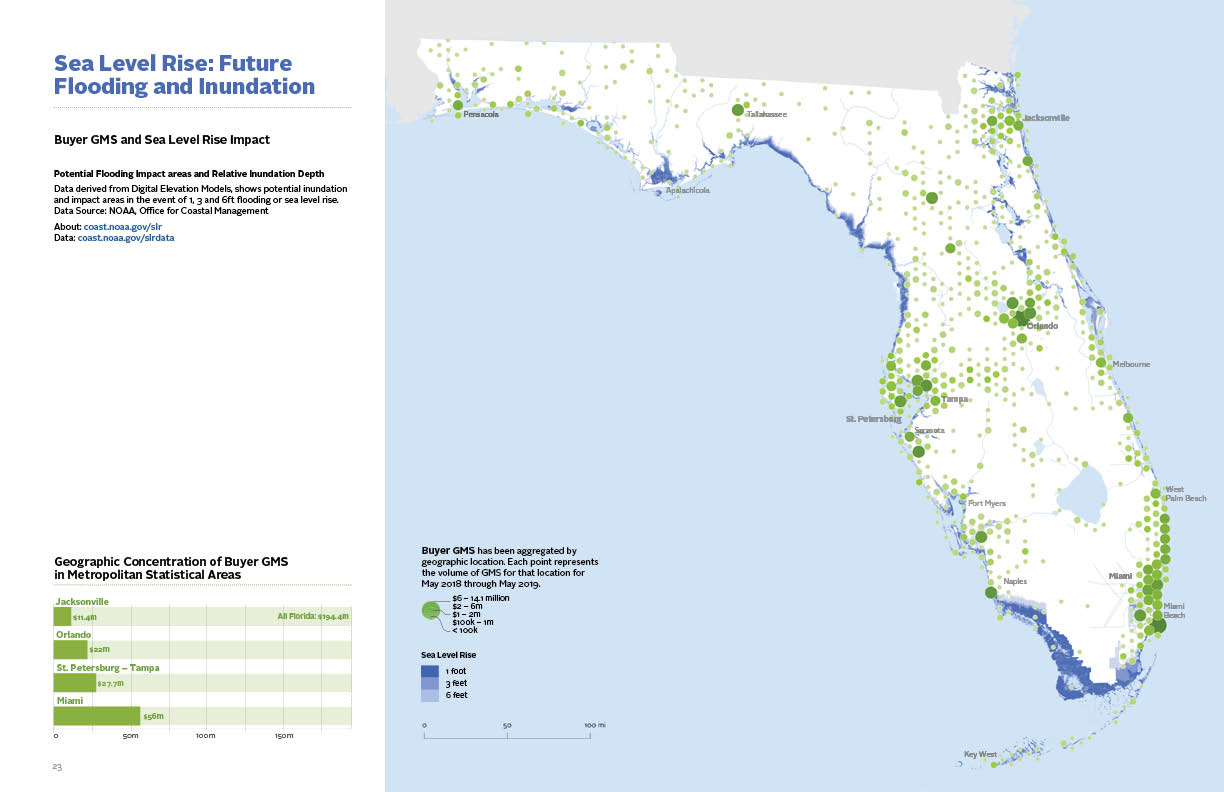 Sea Level Rise: Future
Flooding and Inundation
Buyer GMS and Sea Level Rise Impact
Potential Flooding Impact areas and Relative Inundation Depth
Data derived from Digital Elevation Models, shows potential inundation
and impact areas in the event of 1, 3 and 6ft flooding or sea level rise.
Data Source: NOAA, Office for Coastal Management
About: coast.noaa.gov/slr
Data: coast.noaa.gov/slrdata
Geographic Concentration of Buyer GMS
in Metropolitan Statistical Areas
Jacksonville
$11.4m
All Florida: $194.4m
Orlando
$22m
St. Petersburg – Tampa
$27.7m
Miami
$56m
0 50m 100m 150m
23
Buyer GMS has been aggregated by
geographic location. Each point represents
the volume of GMS for that location for
May 2018 through May 2019.
$6 – 14.1 million
$2 – 6m
$1 – 2m
$100k – 1m
< 100k
Sea Level Rise
1 foot
3 feet
6 feet
0 50 100 mi
Pensacola
Tallahassee
Jacksonville
Apalachicola
Orlando
Melbourne
Tampa
St. Petersburg
Sarasota
West
Palm Beach
Fort Myers
Naples
Miami
Miami
Beach
Key West